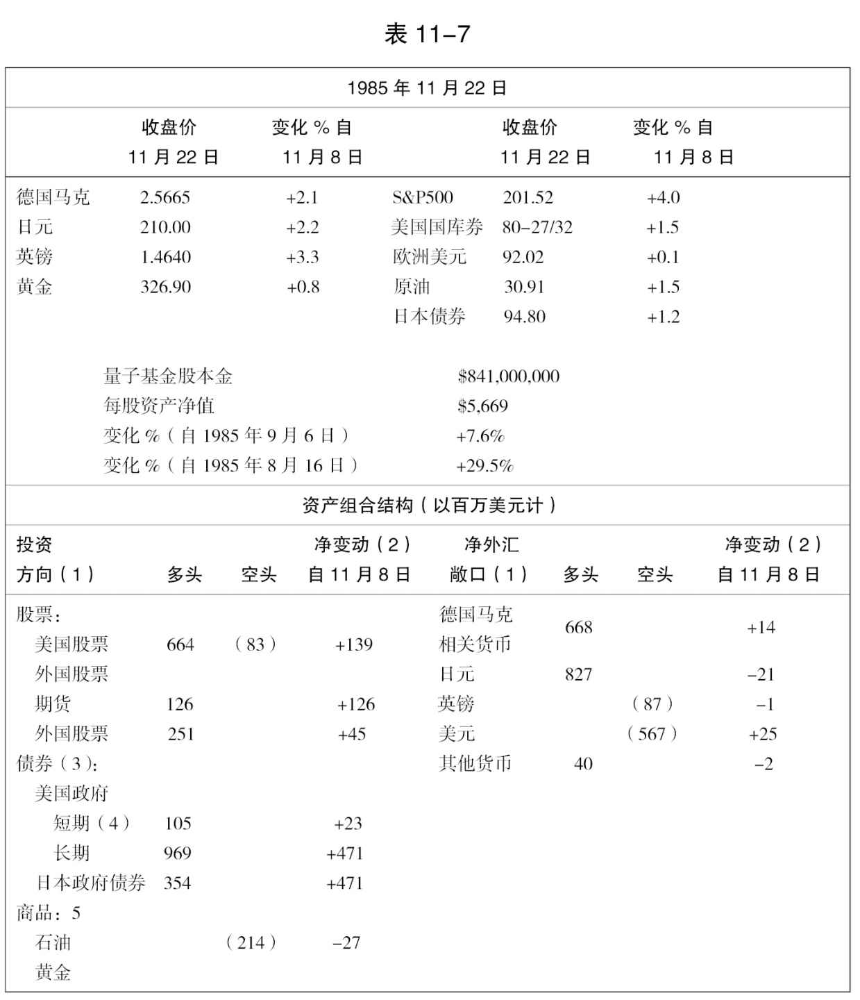 表 11–7
1985 年 11 月 22 日
收盘价 变化 % 自 收盘价 变化 % 自
11 月 22 日 11 月 8 日 11 月 22 日 11 月 8 日
德国马克 2.5665 +2.1 S&P500 201.52 +4.0
日元 210.00 +2.2 美国国库券 80–27/32 +1.5
英镑 1.4640 +3.3 欧洲美元 92.02 +0.1
黄金 326.90 +0.8 原油 30.91 +1.5
日本债券 94.80 +1.2
量子基金股本金 $841,000,000
每股资产净值 $5,669
变化 %（自 1985 年 9 月 6 日） +7.6%
变化 %（自 1985 年 8 月 16 日） +29.5%
资产组合结构（以百万美元计）
投资 净变动（2） 净外汇 净变动（2）
方向（1） 多头 空头 自 11 月 8 日 敞口（1） 多头 空头 自 11 月 8 日
股票： 德国马克
668 +14
美国股票 664 （83） +139 相关货币
外国股票 日元 827 –21
期货 126 +126 英镑 （87） –1
外国股票 251 +45 美元 （567） +25
债券（3）： 其他货币 40 –2
美国政府
短期（4） 105 +23
长期 969 +471
日本政府债券 354 +471
商品：5
石油 （214） –27
黄金